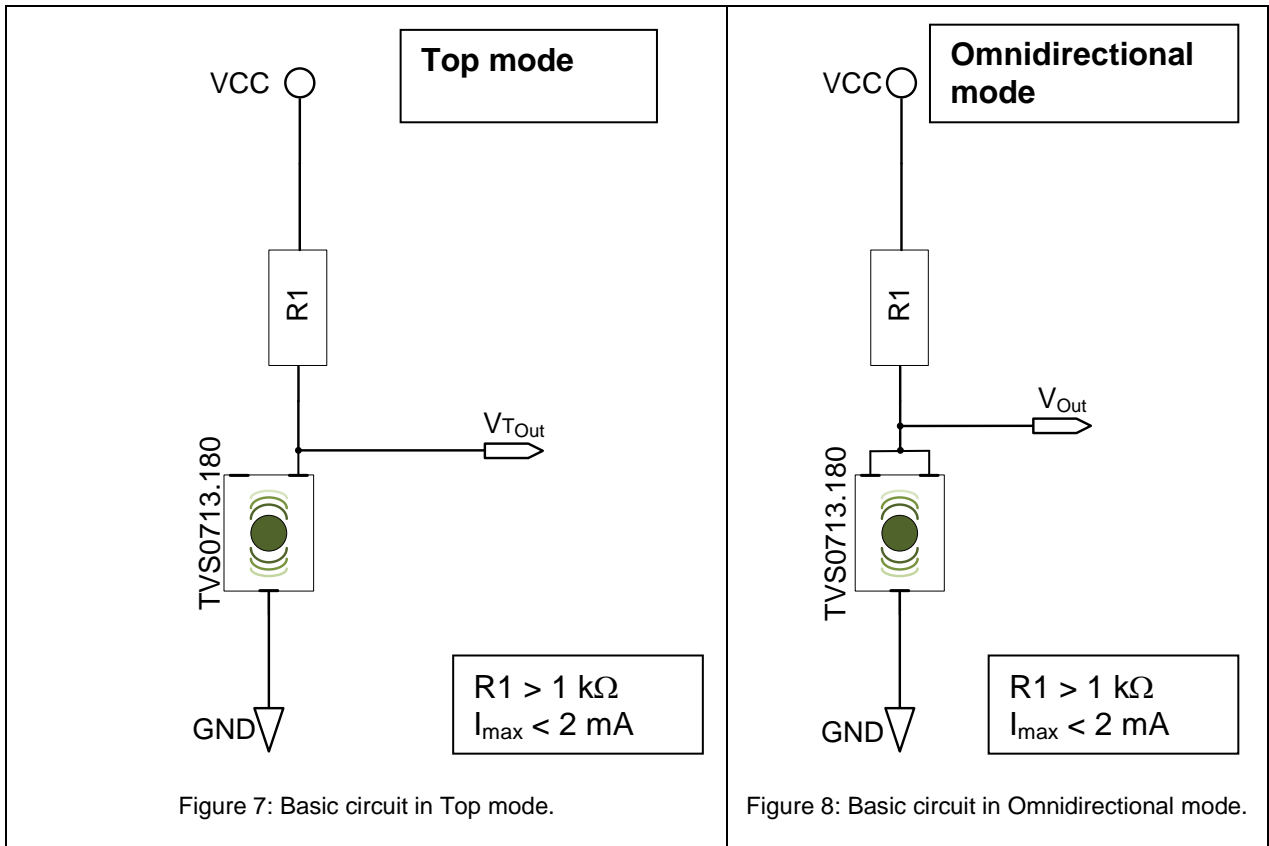 Top mode
VCC
R1
VT_Out
TVS0713.180
R1 > 1 kΩ
I_max < 2 mA
GND
Figure 7: Basic circuit in Top mode.
Omnidirectional
mode
VCC
R1
V_Out
TVS0713.180
R1 > 1 kΩ
I_max < 2 mA
GND
Figure 8: Basic circuit in Omnidirectional mode.